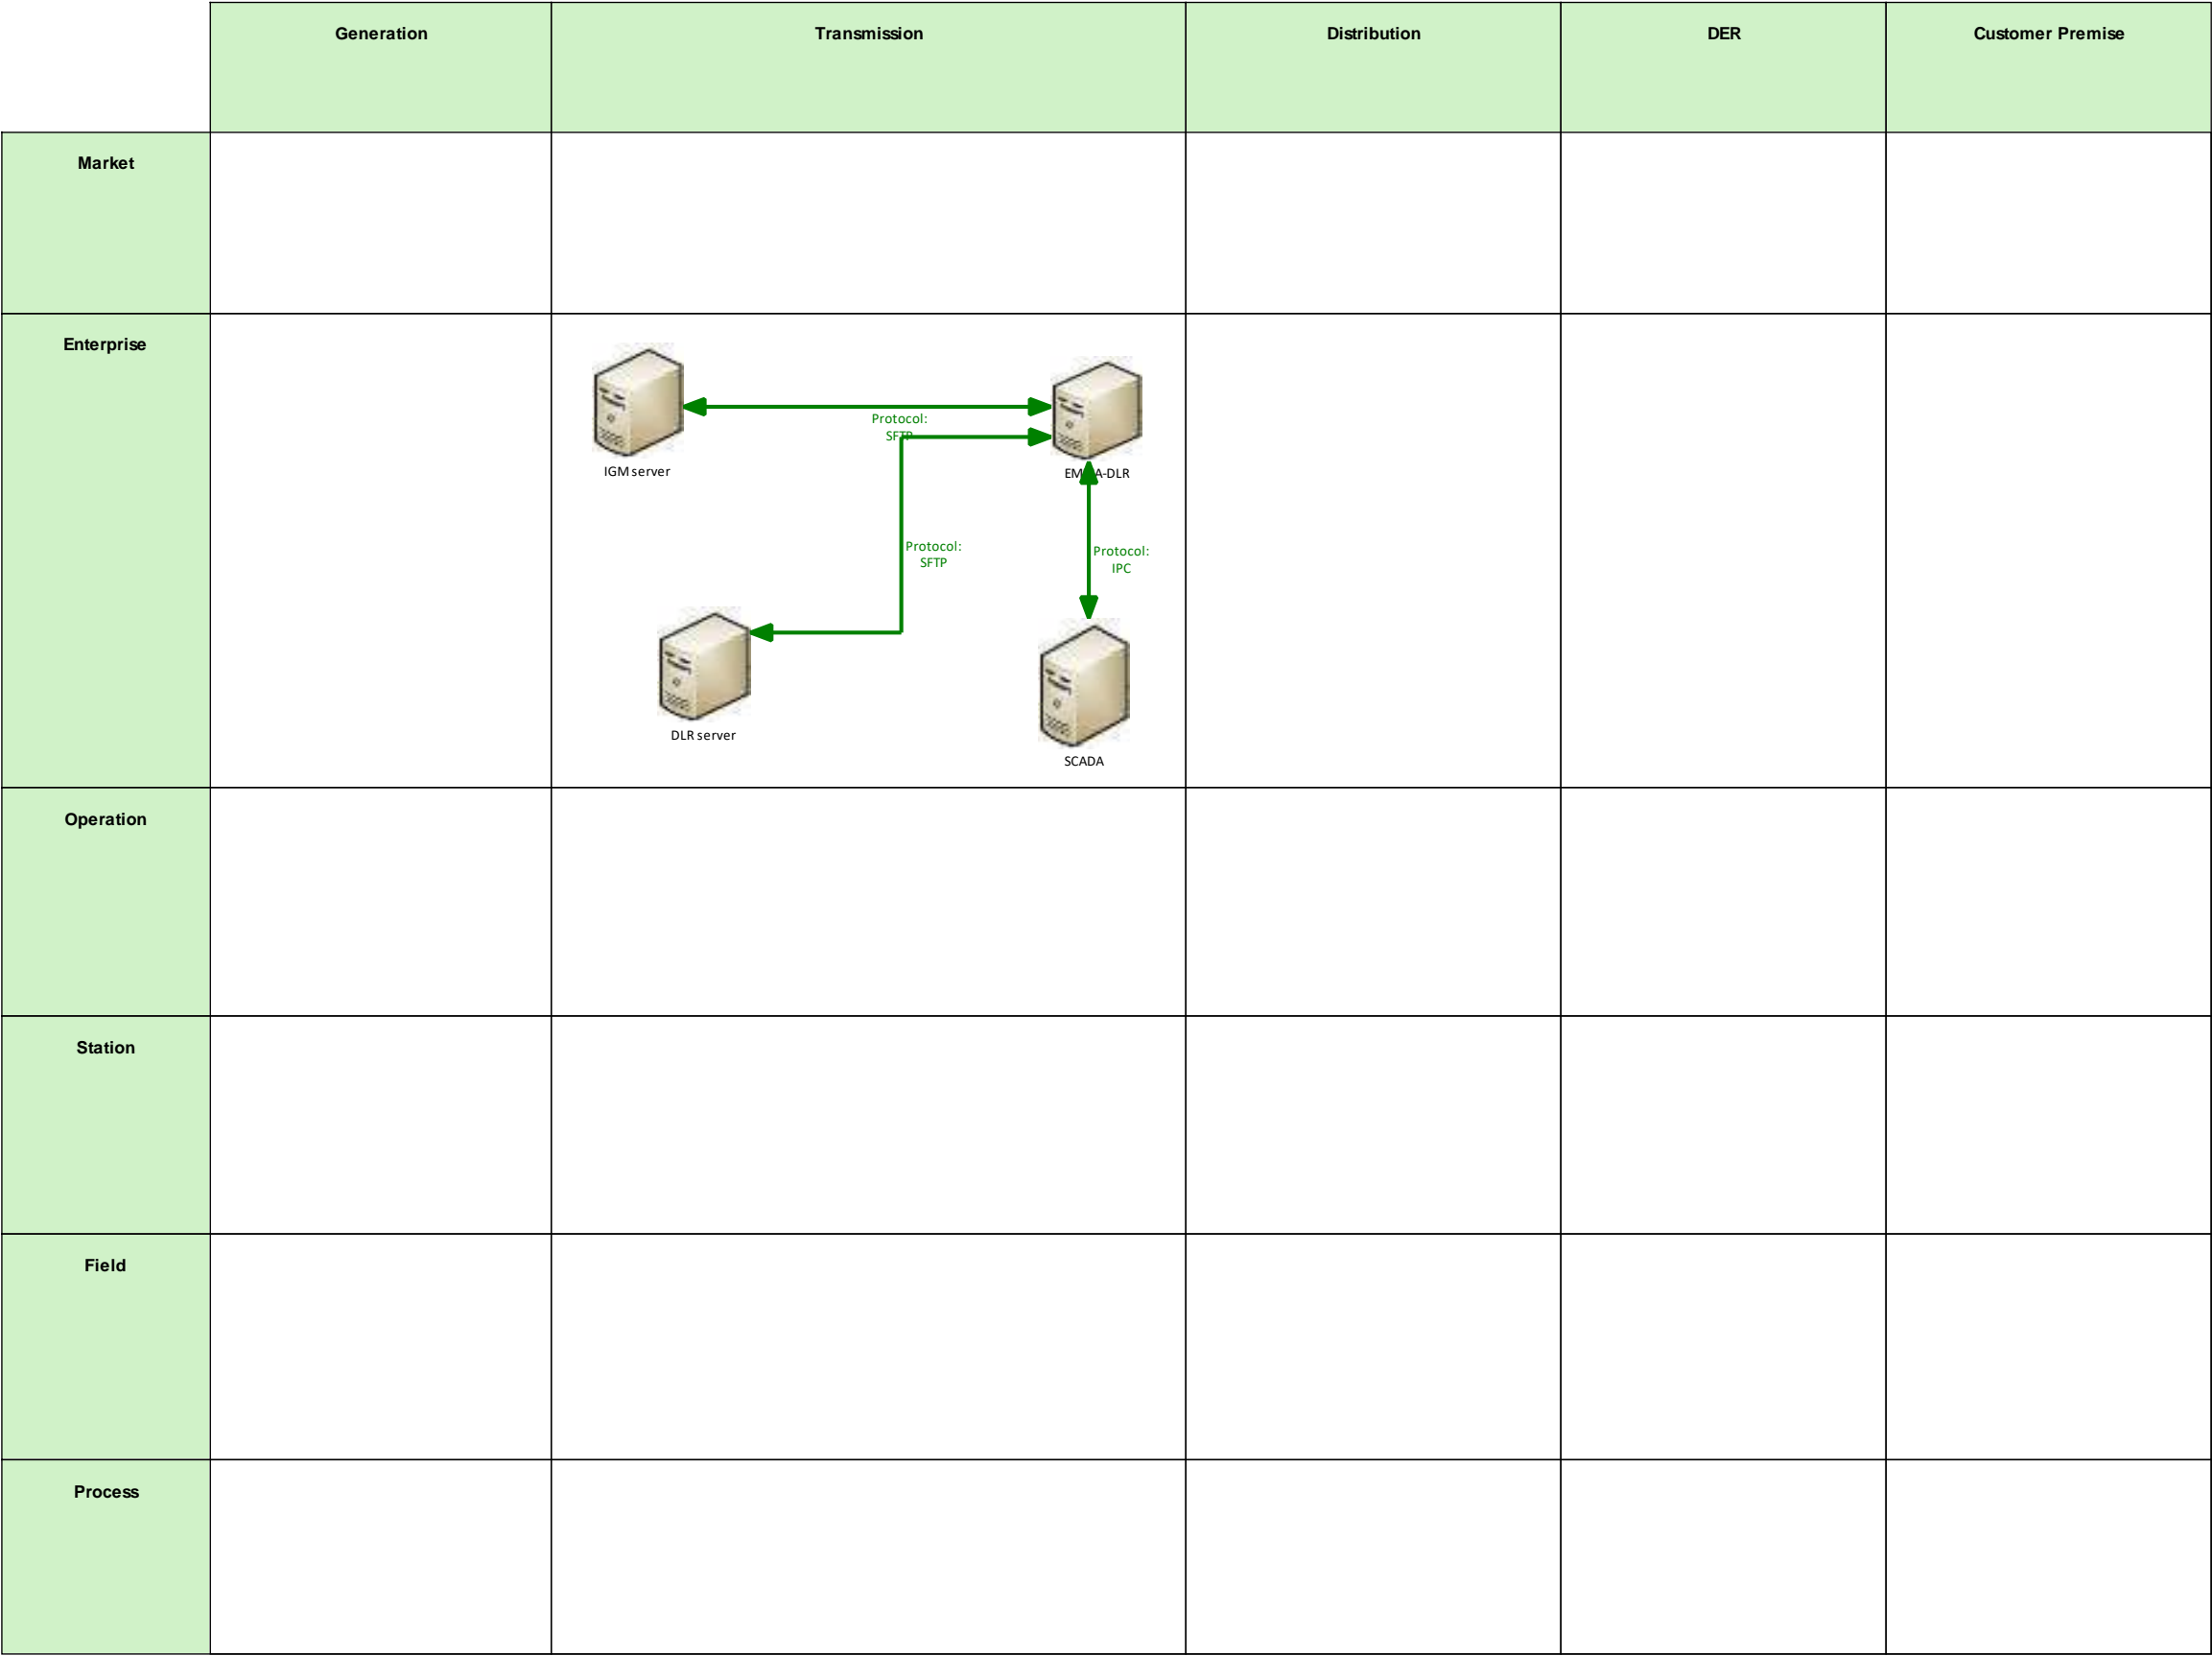 Generation
Transmission
Distribution
DER
Customer Premise
Market
Enterprise
Protocol:
SFTP
IGM server
Protocol:
SFTP
Protocol:
IPC
DLR server
SCADA
Operation
Station
Field
Process